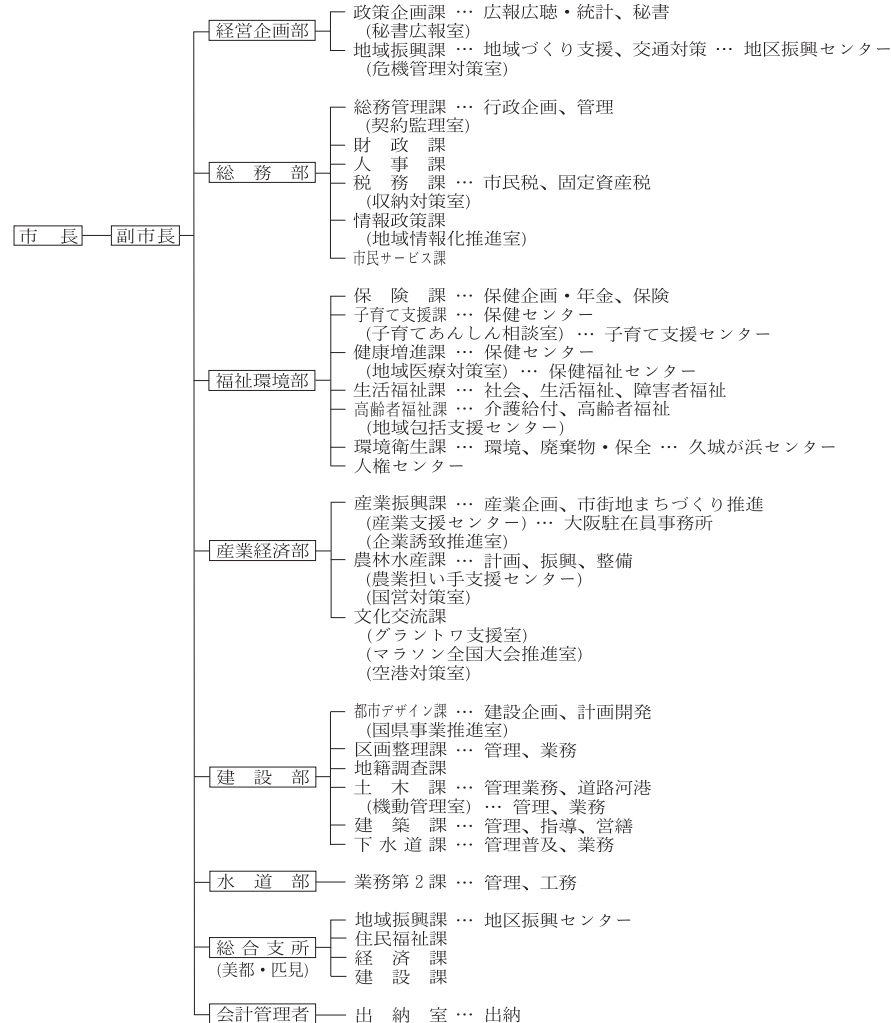 市長
副市長
経営企画部
政策企画課 … 広報広聴・統計、秘書
(秘書広報室)
地域振興課 … 地域づくり支援、交通対策 … 地区振興センター
(危機管理対策室)
総務部
総務管理課 … 行政企画、管理
(契約監理室)
財政課
人事課
税務課 … 市民税、固定資産税
(収納対策室)
情報政策課
(地域情報化推進室)
市民サービス課
福祉環境部
保険課 … 保健企画・年金、保険
子育て支援課 … 保健センター
(子育てあんしん相談室) … 子育て支援センター
健康増進課 … 保健センター
(地域医療対策室) … 保健福祉センター
生活福祉課 … 社会、生活福祉、障害者福祉
高齢者福祉課 … 介護給付、高齢者福祉
(地域包括支援センター)
環境衛生課 … 環境、廃棄物・保全 … 久城が浜センター
人権センター
産業経済部
産業振興課 … 産業企画、市街地まちづくり推進
(産業支援センター) … 大阪駐在員事務所
(企業誘致推進室)
農林水産課 … 計画、振興、整備
(農業担い手支援センター)
(国営対策室)
文化交流課
(グラントワ支援室)
(マラソン全国大会推進室)
(空港対策室)
建設部
都市デザイン課 … 建設企画、計画開発
(国県事業推進室)
区画整理課 … 管理、業務
地籍調査課
土木課 … 管理業務、道路河港
(機動管理室) … 管理、業務
建築課 … 管理、指導、営繕
下水道課 … 管理普及、業務
水道部
業務第2課 … 管理、工務
総合支所
(美都・匹見)
地域振興課 … 地区振興センター
住民福祉課
経済課
建設課
会計管理者
出納室 … 出納